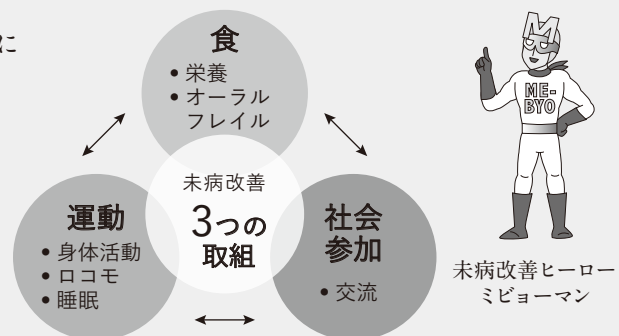 に
食
• 栄養
• オーラル
フレイル
未病改善
3つの
取組
運動
• 身体活動
• ロコモ
• 睡眠
社会
参加
• 交流
M
ME-
BYO
未病改善ヒーロー
ミビョーマン